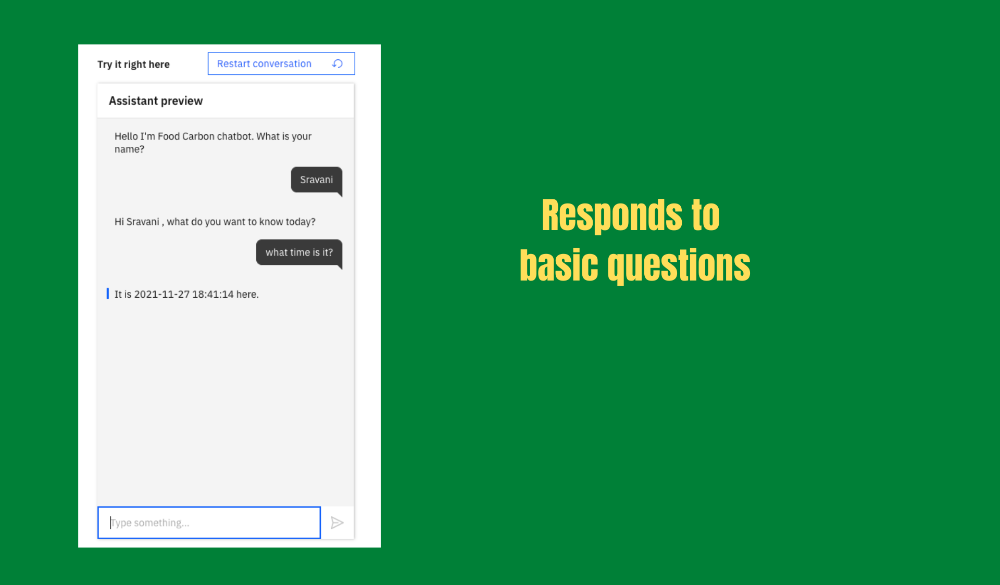 Try it right here
Restart conversation
Assistant preview
Hello I'm Food Carbon chatbot. What is your
name?
Sravani
Hi Sravani , what do you want to know today?
what time is it?
It is 2021-11-27 18:41:14 here.
Type something...
Responds to
basic questions